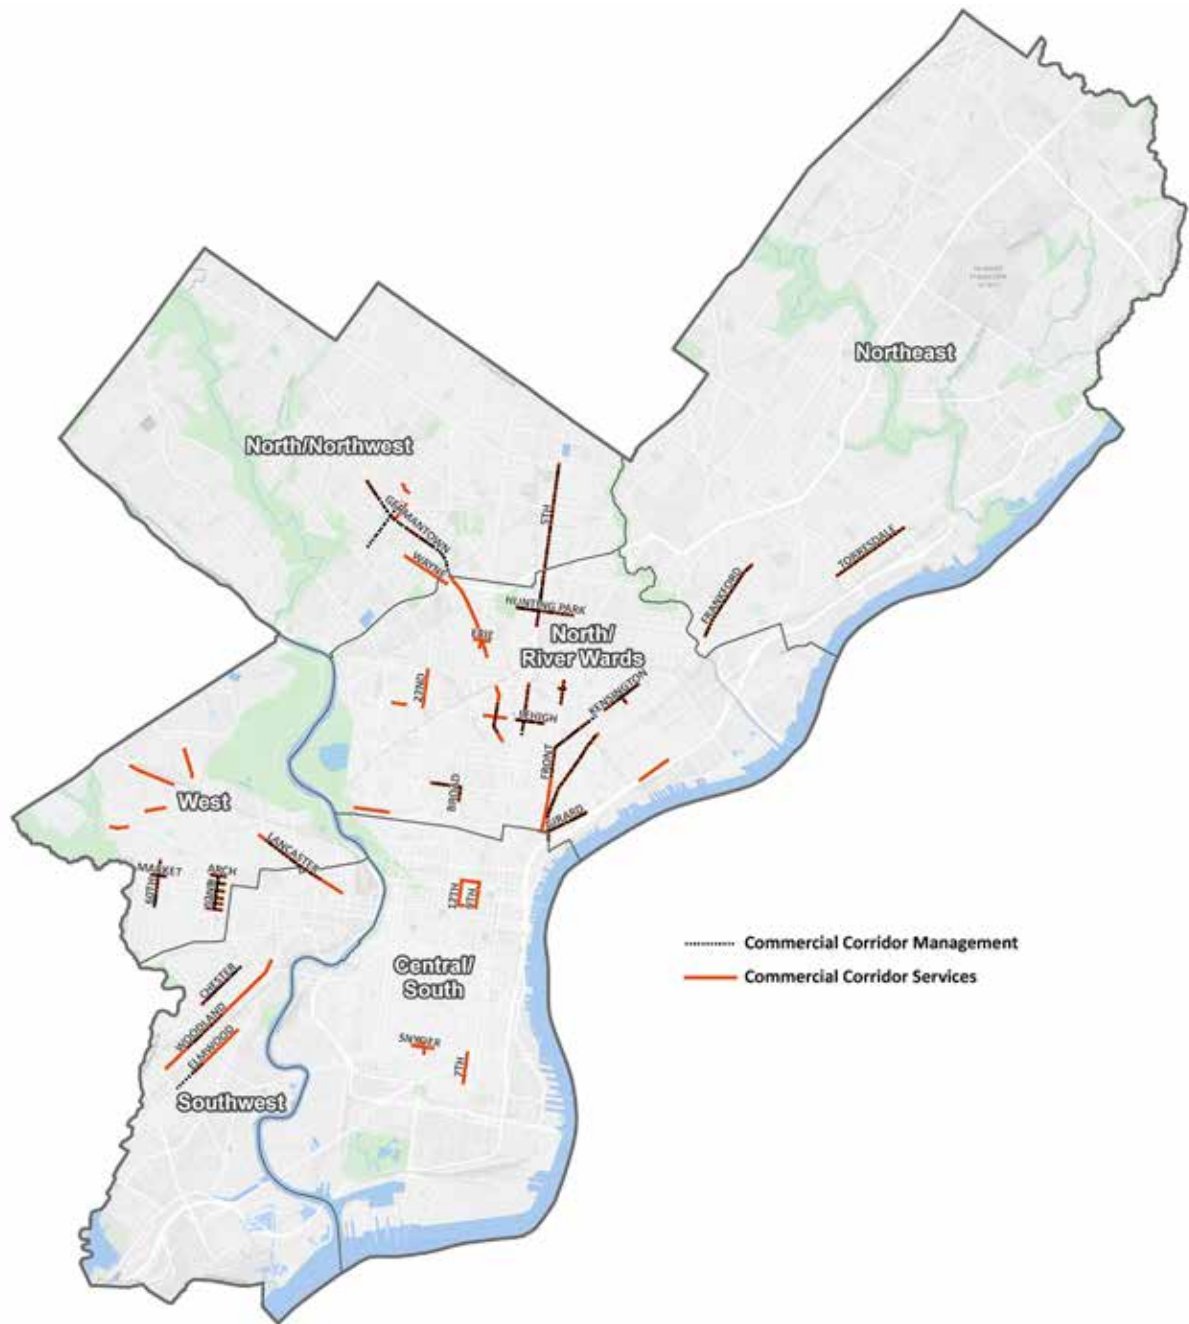 Northeast
North/Northwest
GERMANTOWN
5TH
WAYNE
TORRESDALE
FRANKFORD
HUNTING PARK
ERIE
North/
River Wards
22ND
KENSINGTON
LEHIGH
FRONT
BROAD
GIRARD
West
LANCASTER
MARKET
ARCH
60TH
52ND
12TH
9TH
Commercial Corridor Management
Commercial Corridor Services
Central/
South
CHESTER
WOODLAND
ELMWOOD
SNYDER
7TH
Southwest